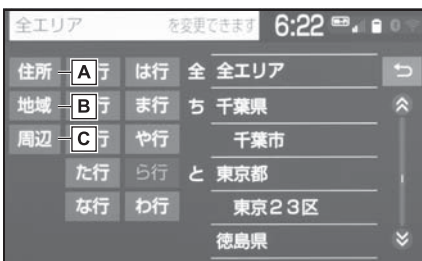 全エリア を変更できます 6:22 0
住所 A 行 は行 全 全エリア
地域 B 行 ま行 ち 千葉県
周辺 C 行 や行 千葉市
た行 ら行 と 東京都
な行 わ行 東京23区
徳島県